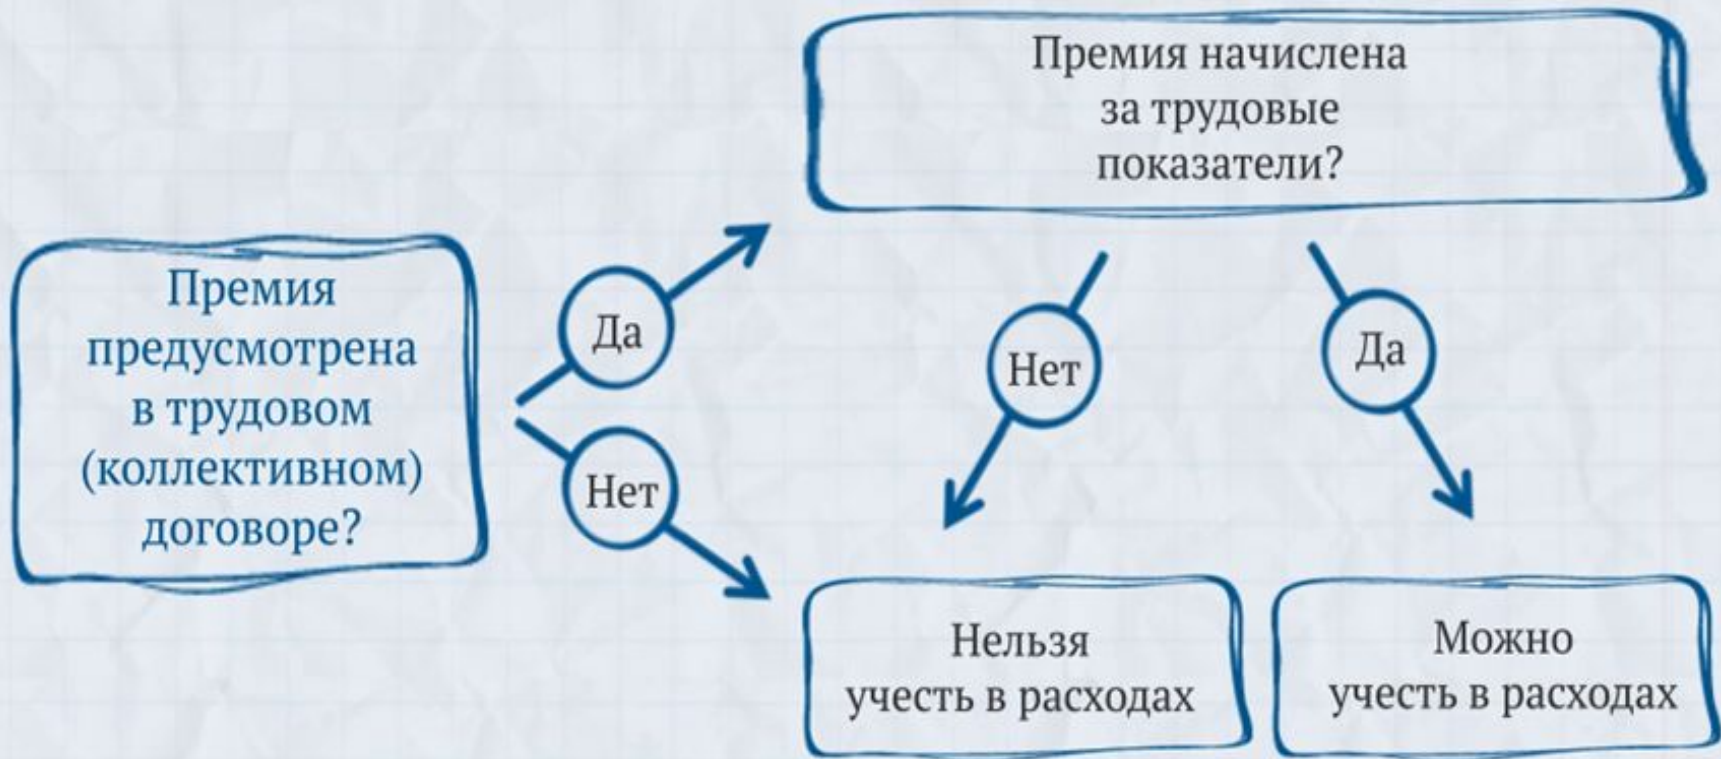 Премия начислена
за трудовые
показатели?
Премия
предусмотрена
в трудовом
(коллективном)
договоре?
Да
Нет
Нет
Да
Нельзя
учесть в расходах
Можно
учесть в расходах